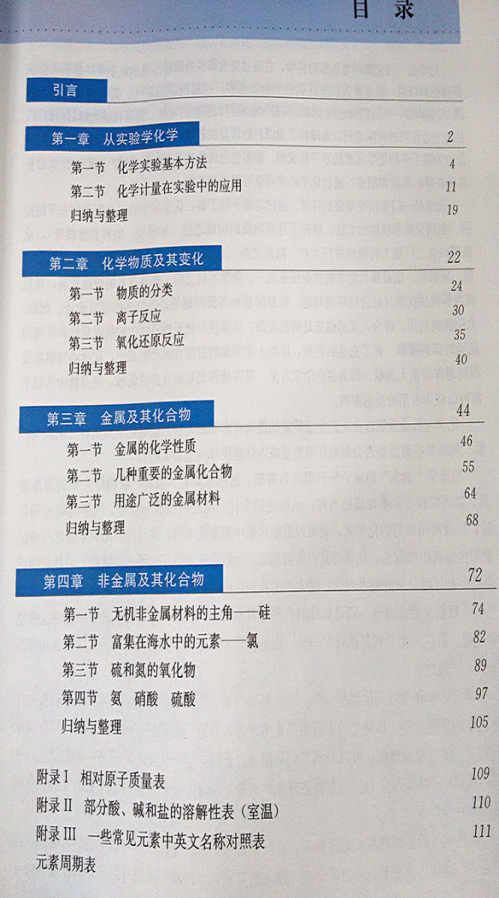 目 录
引言
第一章 从实验学化学 2
第一节 化学实验基本方法 4
第二节 化学计量在实验中的应用 11
归纳与整理 19
第二章 化学物质及其变化 22
第一节 物质的分类 24
第二节 离子反应 30
第三节 氧化还原反应 35
归纳与整理 40
第三章 金属及其化合物 44
第一节 金属的化学性质 46
第二节 几种重要的金属化合物 55
第三节 用途广泛的金属材料 64
归纳与整理 68
第四章 非金属及其化合物 72
第一节 无机非金属材料的主角——硅 74
第二节 富集在海水中的元素——氯 82
第三节 硫和氮的氧化物 89
第四节 氨 硝酸 硫酸 97
归纳与整理 105
附录Ⅰ 相对原子质量表 109
附录Ⅱ 部分酸、碱和盐的溶解性表（室温） 110
附录Ⅲ 一些常见元素中英文名称对照表 111
元素周期表